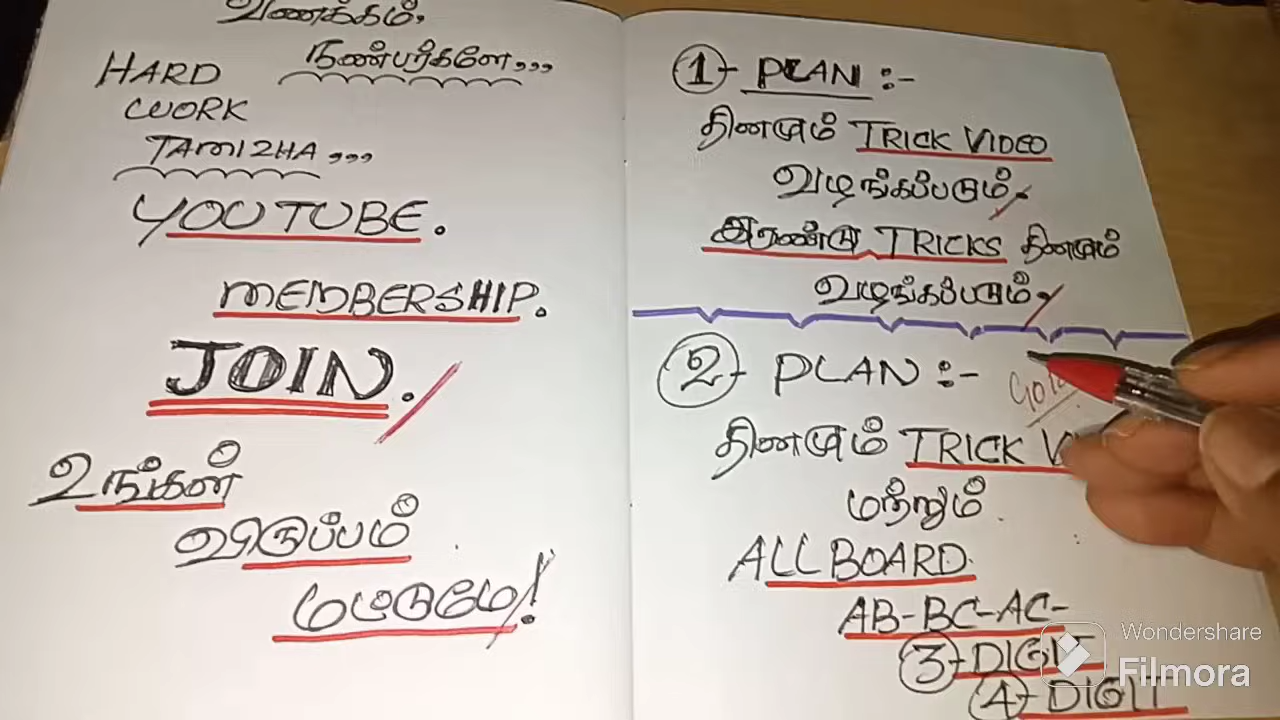 வணக்கம்,
நண்பர்களே,,,
HARD
WORK
TAMIZHA,,,
YOUTUBE.
MEMBERSHIP.
JOIN.
உங்கள்
விருப்பம்
மட்டுமே!
1- PLAN :-
தினமும் TRICK VIDEO
வழங்கப்படும்.
இரண்டு TRICKS தினமும்
வழங்கப்படும்.
2- PLAN :-
தினமும் TRICK
மற்றும்
ALL BOARD
AB-BC-AC-
3-DIGIT
4-DIGIT
Wondershare
Filmora